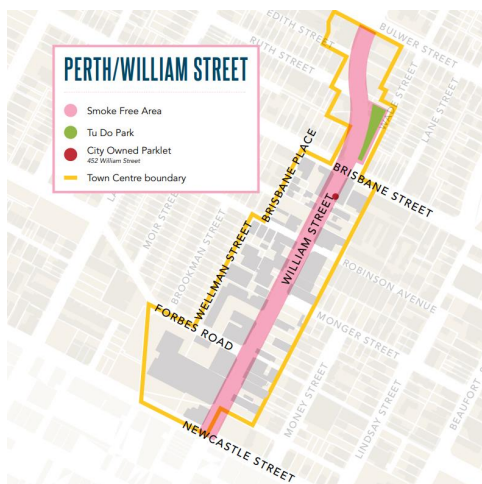 EDITH STREET
BULWER STREET
RUTH STREET
PERTH/WILLIAM STREET
Smoke Free Area
Tu Do Park
City Owned Parklet
452 William Street
Town Centre boundary
LANE STREET
BRISBANE PLACE
BRISBANE STREET
MOIR STREET
BROOKMAN STREET
WELLMAN STREET
WILLIAM STREET
ROBINSON AVENUE
FORBES ROAD
MONGER STREET
MONEY STREET
LINDSAY STREET
BEAUFORT
NEWCASTLE STREET